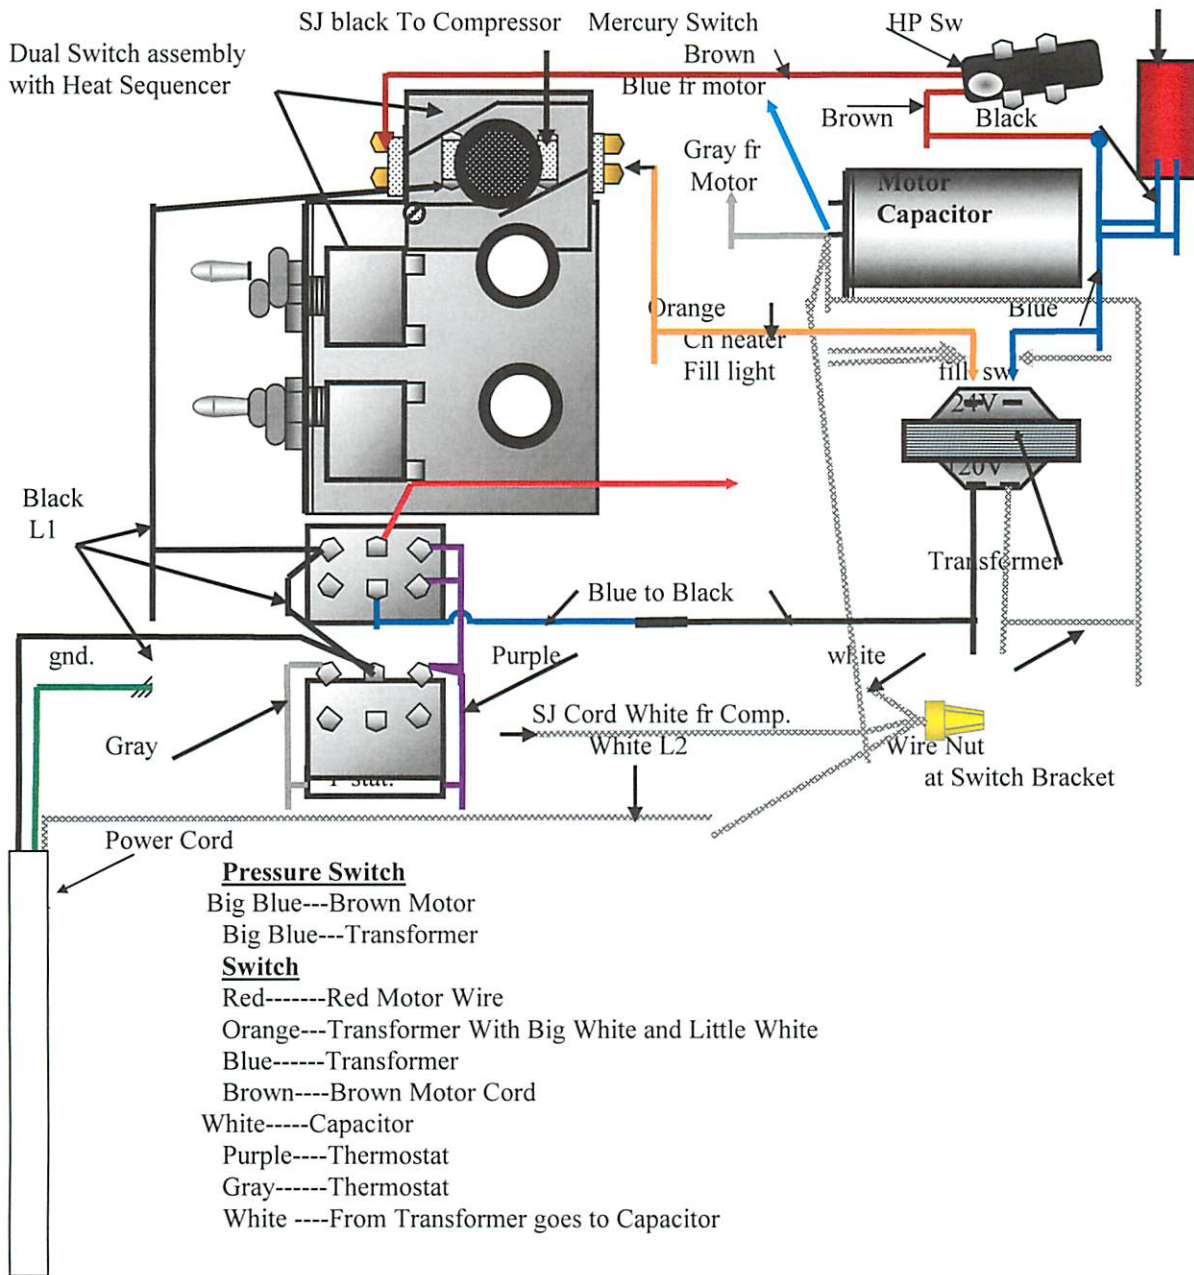 SJ black To Compressor
Mercury Switch
HP Sw
Dual Switch assembly
with Heat Sequencer
Brown
Blue fr motor
Brown
Black
Gray fr
Motor
Motor
Capacitor
Orange
Blue
Ch heater
Fill light
fill sw
24V
120V
Black
L1
Transformer
Blue to Black
gnd.
Purple
white
SJ Cord White fr Comp.
Gray
White L2
Wire Nut
at Switch Bracket
Power Cord
Pressure Switch
Big Blue---Brown Motor
Big Blue---Transformer
Switch
Red-------Red Motor Wire
Orange---Transformer With Big White and Little White
Blue------Transformer
Brown----Brown Motor Cord
White-----Capacitor
Purple----Thermostat
Gray------Thermostat
White ----From Transformer goes to Capacitor